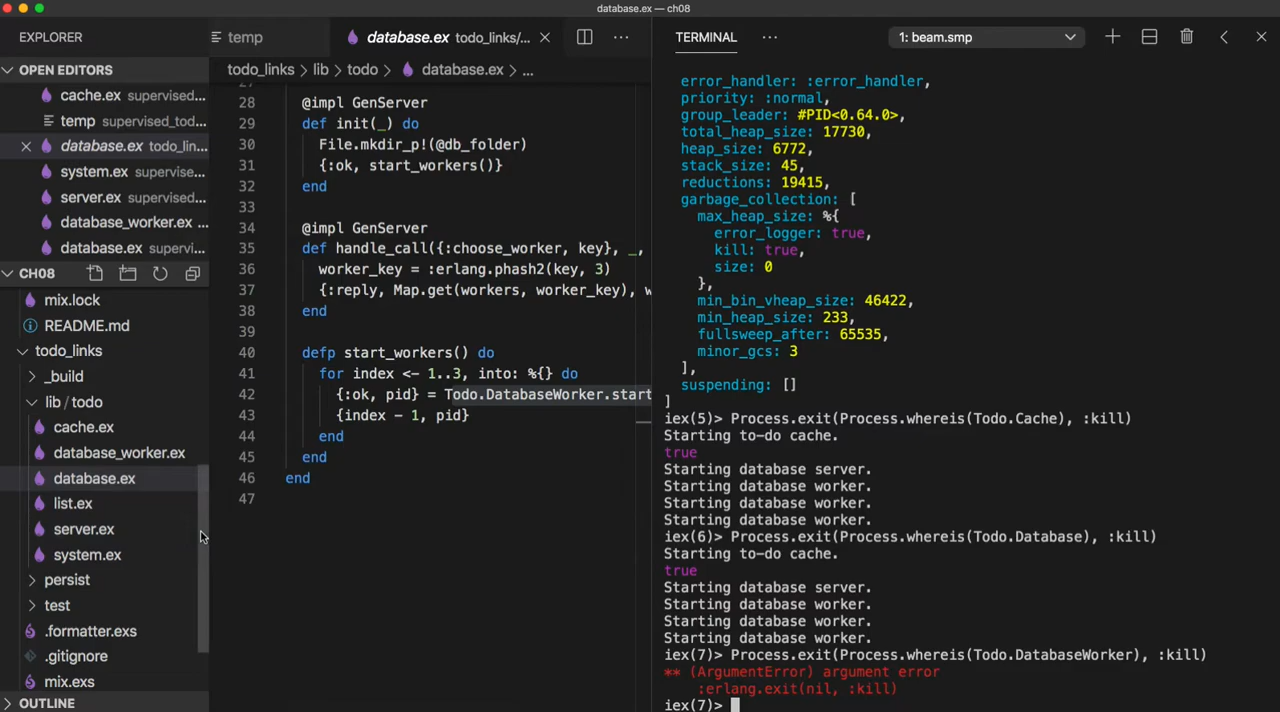 database.ex — ch08
EXPLORER
OPEN EDITORS
cache.ex supervised...
temp supervised_tod...
database.ex todo_lin...
system.ex supervise...
server.ex supervised...
database_worker.ex ...
database.ex supervi...
CH08
mix.lock
README.md
todo_links
_build
lib / todo
cache.ex
database_worker.ex
database.ex
list.ex
server.ex
system.ex
persist
test
.formatter.exs
.gitignore
mix.exs
OUTLINE
temp
database.ex todo_links/...
todo_links > lib > todo > database.ex > ...
28 @impl GenServer
29 def init(_) do
30 File.mkdir_p!(@db_folder)
31 {:ok, start_workers()}
32 end
33
34 @impl GenServer
35 def handle_call({:choose_worker, key}, _,
36 worker_key = :erlang.phash2(key, 3)
37 {:reply, Map.get(workers, worker_key), w
38 end
39
40 defp start_workers() do
41 for index <- 1..3, into: %{} do
42 {:ok, pid} = Todo.DatabaseWorker.start
43 {index - 1, pid}
44 end
45 end
46 end
47
TERMINAL
1: beam.smp
error_handler: :error_handler,
priority: :normal,
group_leader: #PID<0.64.0>,
total_heap_size: 17730,
heap_size: 6772,
stack_size: 45,
reductions: 19415,
garbage_collection: [
max_heap_size: %{
error_logger: true,
kill: true,
size: 0
},
min_bin_vheap_size: 46422,
min_heap_size: 233,
fullsweep_after: 65535,
minor_gcs: 3
],
suspending: []
]
iex(5)> Process.exit(Process.whereis(Todo.Cache), :kill)
Starting to-do cache.
true
Starting database server.
Starting database worker.
Starting database worker.
Starting database worker.
iex(6)> Process.exit(Process.whereis(Todo.Database), :kill)
Starting to-do cache.
true
Starting database server.
Starting database worker.
Starting database worker.
Starting database worker.
iex(7)> Process.exit(Process.whereis(Todo.DatabaseWorker), :kill)
** (ArgumentError) argument error
:erlang.exit(nil, :kill)
iex(7)>